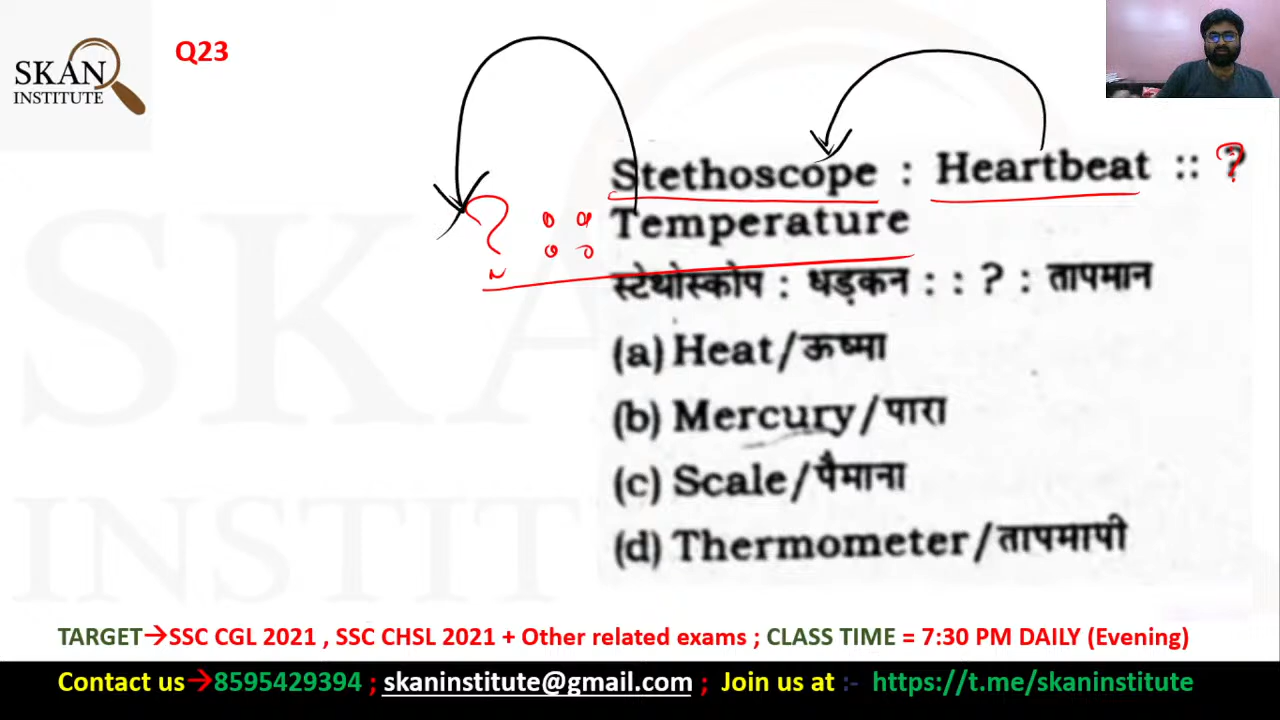 SKAN
INSTITUTE
Q23
Stethoscope : Heartbeat :: ?
? :: Temperature
स्टेथोस्कोप : धड़कन : : ? : तापमान
(a) Heat/ऊष्मा
(b) Mercury/पारा
(c) Scale/पैमाना
(d) Thermometer/तापमापी
SKAN
INSTITUTE
TARGET→SSC CGL 2021 , SSC CHSL 2021 + Other related exams ; CLASS TIME = 7:30 PM DAILY (Evening)
Contact us→8595429394 ; skaninstitute@gmail.com ; Join us at :- https://t.me/skaninstitute